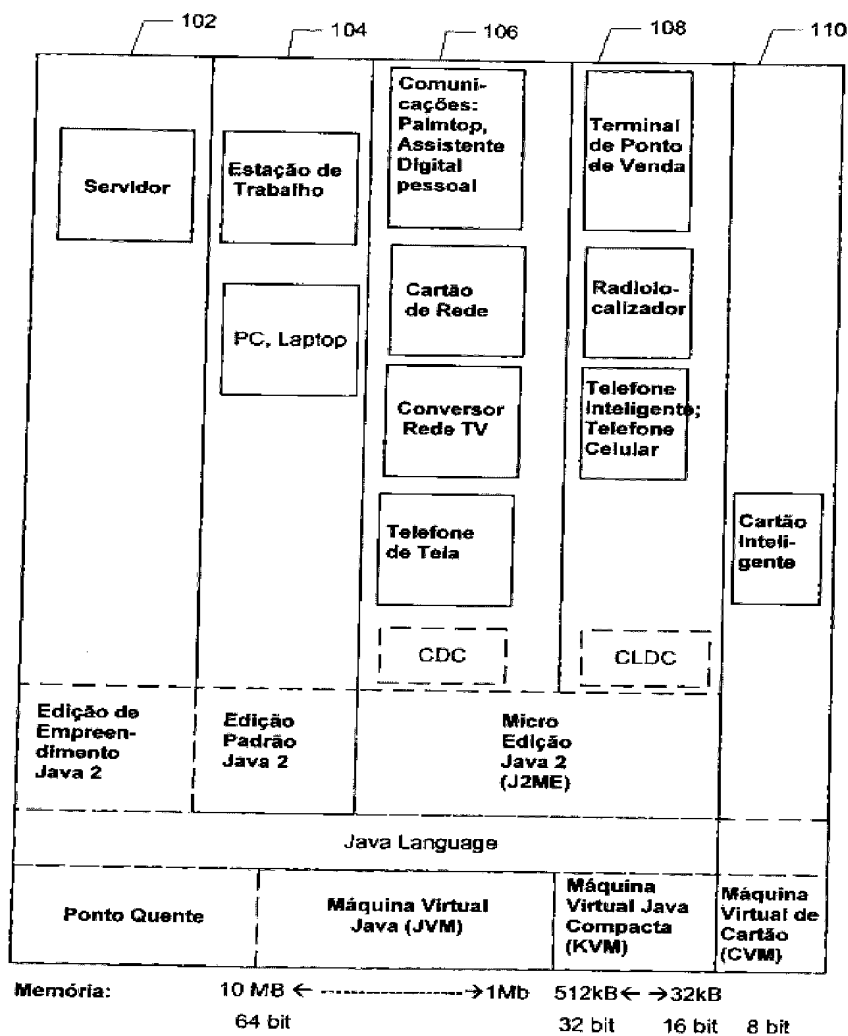 102
104
106
108
110
Servidor
Estação de
Trabalho
PC, Laptop
Comuni-
cações:
Palmtop,
Assistente
Digital
pessoal
Cartão
de Rede
Conversor
Rede TV
Telefone
de Tela
CDC
Terminal
de Ponto
de Venda
Radiolo-
calizador
Telefone
Inteligente;
Telefone
Celular
CLDC
Cartão
Inteli-
gente
Edição de
Empreen-
dimento
Java 2
Edição
Padrão
Java 2
Micro
Edição
Java 2
(J2ME)
Java Language
Ponto Quente
Máquina Virtual
Java (JVM)
Máquina
Virtual Java
Compacta
(KVM)
Máquina
Virtual de
Cartão
(CVM)
Memória: 10 MB ← ----------------→1Mb 512kB← →32kB
64 bit 32 bit 16 bit 8 bit